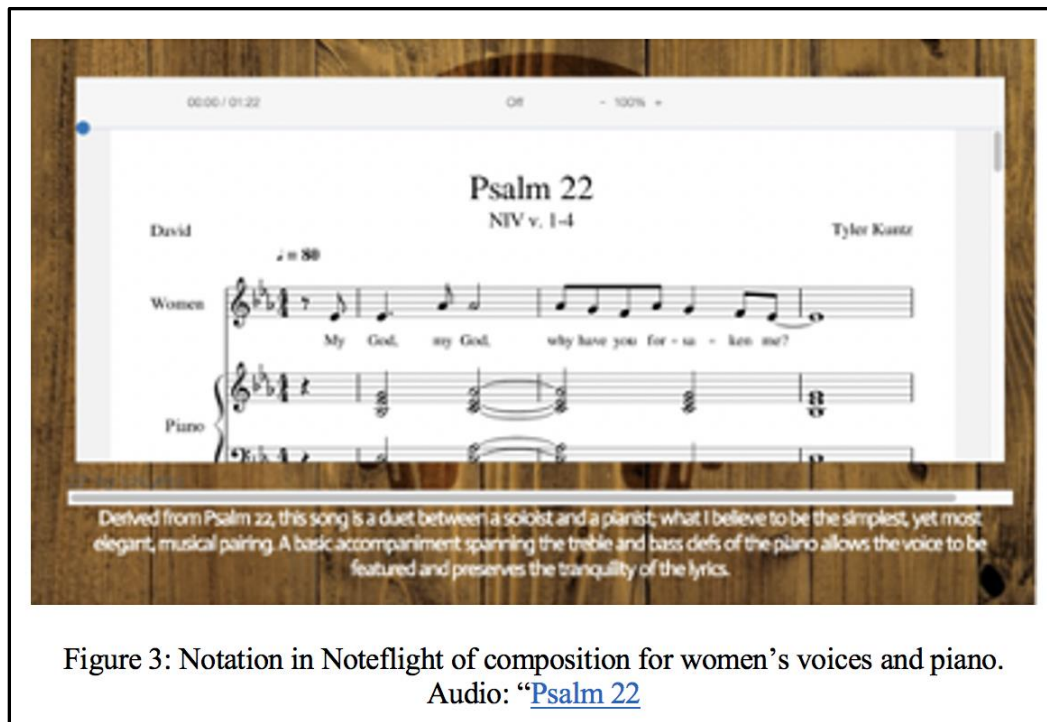 00:00 / 01:22 Off - 100% +
Psalm 22
NIV v. 1-4
David
Tyler Kuntz
♩ = 80
Women
My God, my God, why have you for - sa - ken me?
Piano
Derived from Psalm 22, this song is a duet between a soloist and a pianist; what I believe to be the simplest, yet most
elegant, musical pairing. A basic accompaniment spanning the treble and bass clefs of the piano allows the voice to be
featured and preserves the tranquility of the lyrics.
Figure 3: Notation in Noteflight of composition for women's voices and piano.
Audio: “Psalm 22